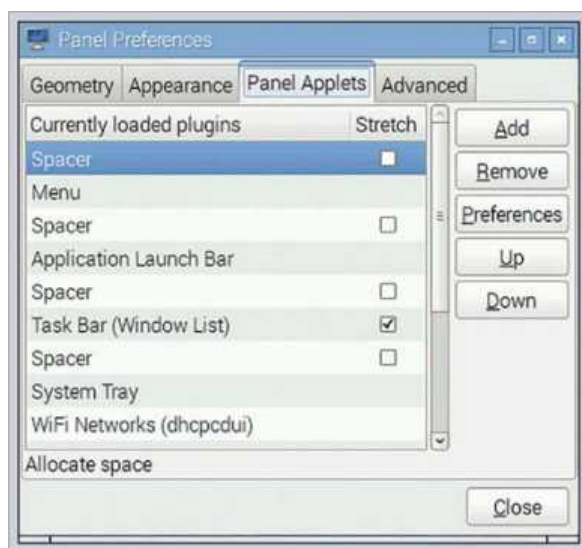 Panel Preferences
Geometry Appearance Panel Applets Advanced
Currently loaded plugins Stretch
Spacer
Menu
Spacer
Application Launch Bar
Spacer
Task Bar (Window List)
Spacer
System Tray
WiFi Networks (dhcpcdui)
Allocate space
Add
Remove
Preferences
Up
Down
Close